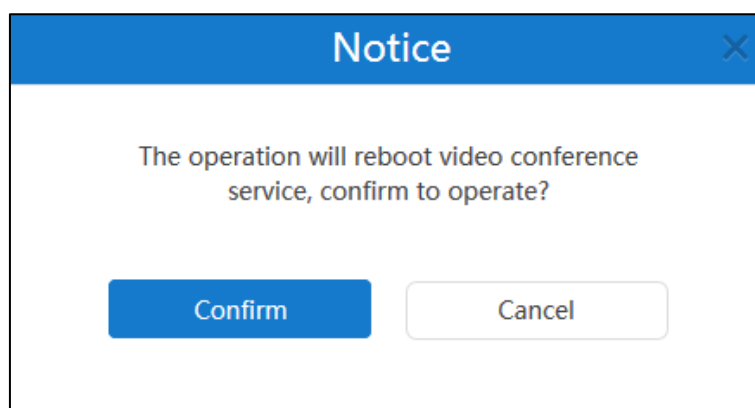 Notice
The operation will reboot video conference
service, confirm to operate?
Confirm
Cancel